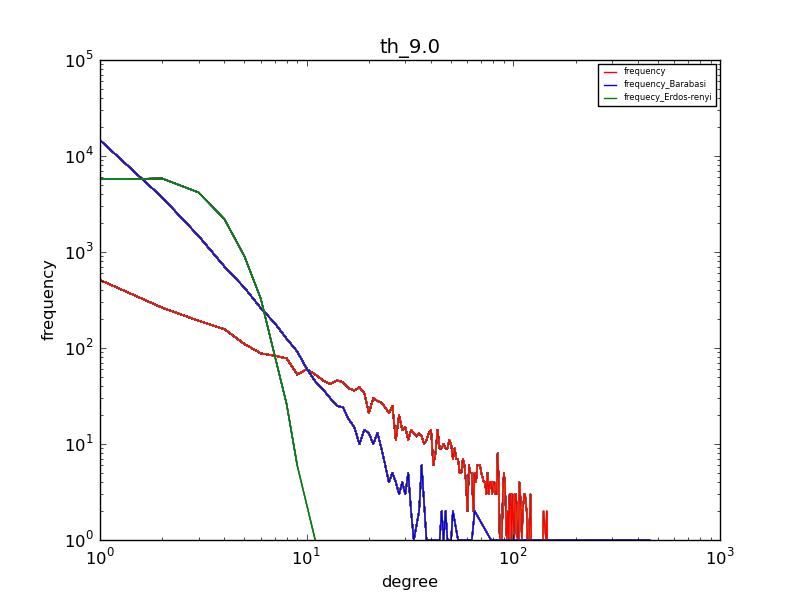 th_9.0
frequency
frequency_Barabasi
frequecy_Erdos-renyi
10^5
10^4
10^3
10^2
10^1
10^0
frequency
10^0
10^1
10^2
10^3
degree